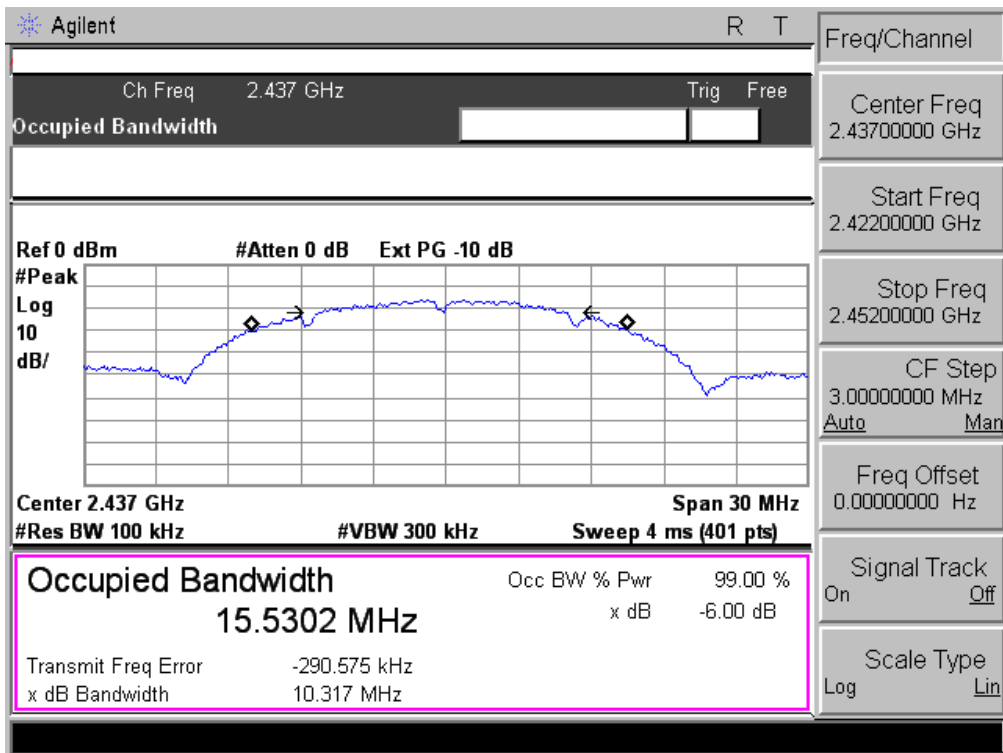 Agilent R T
Ch Freq 2.437 GHz Trig Free
Occupied Bandwidth
Ref 0 dBm #Atten 0 dB Ext PG -10 dB
#Peak
Log
10
dB/
Center 2.437 GHz Span 30 MHz
#Res BW 100 kHz #VBW 300 kHz Sweep 4 ms (401 pts)
Occupied Bandwidth
15.5302 MHz
Occ BW % Pwr 99.00 %
x dB -6.00 dB
Transmit Freq Error -290.575 kHz
x dB Bandwidth 10.317 MHz
Freq/Channel
Center Freq
2.43700000 GHz
Start Freq
2.42200000 GHz
Stop Freq
2.45200000 GHz
CF Step
3.00000000 MHz
Auto Man
Freq Offset
0.00000000 Hz
Signal Track
On Off
Scale Type
Log Lin